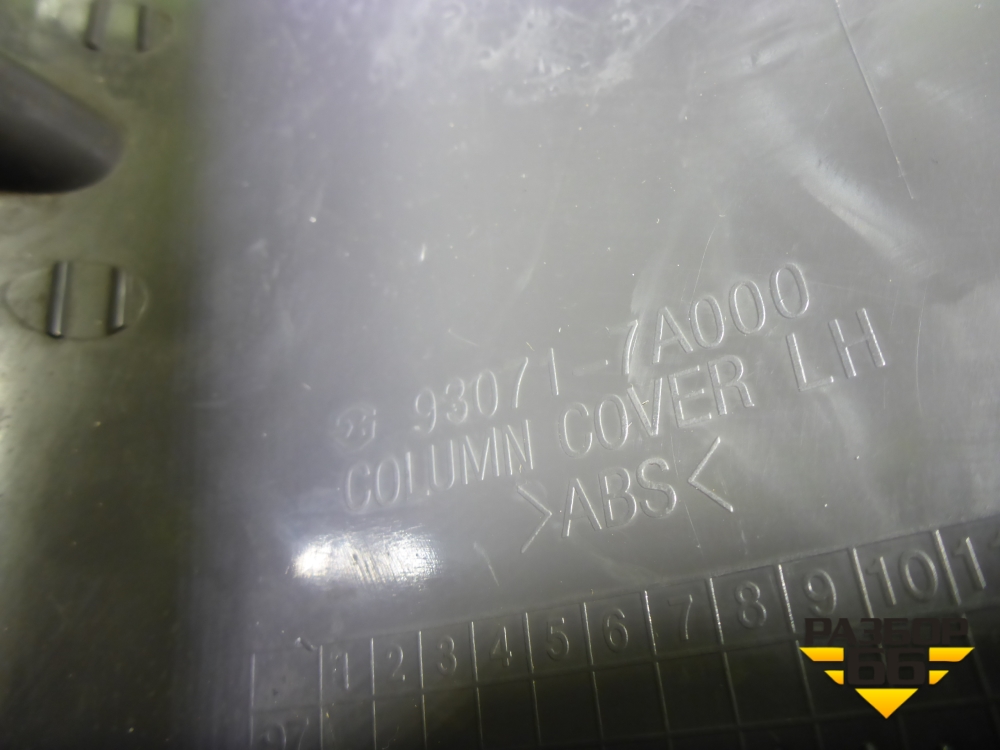 93071-7A000
COLUMN COVER LH
>ABS<
1 2 3 4 5 6 7 8 9 10 11
97
РАЗБОР
66